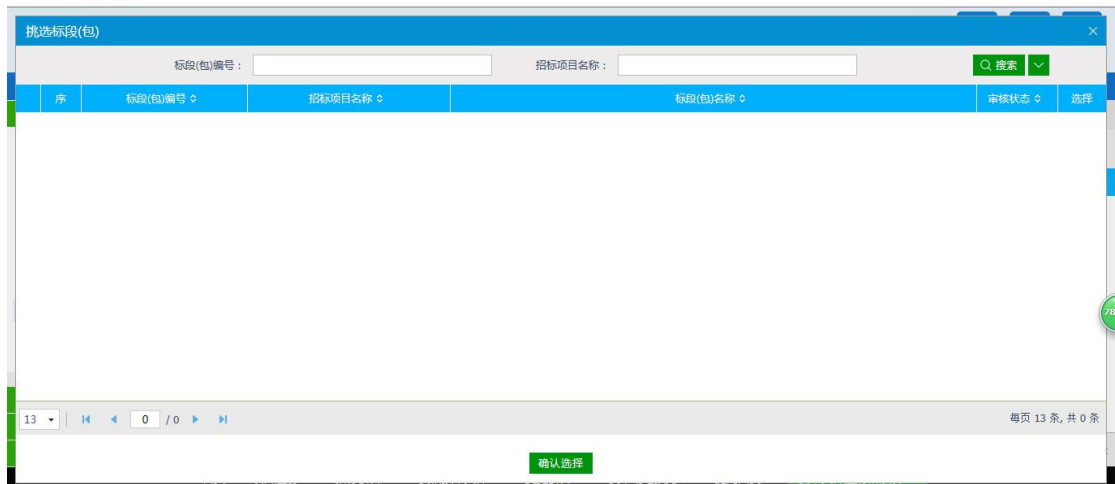 挑选标段(包)
标段(包)编号： 招标项目名称： 搜索
序 标段(包)编号 招标项目名称 标段(包)名称 审核状态 选择
78
13 0 / 0 每页 13 条, 共 0 条
确认选择